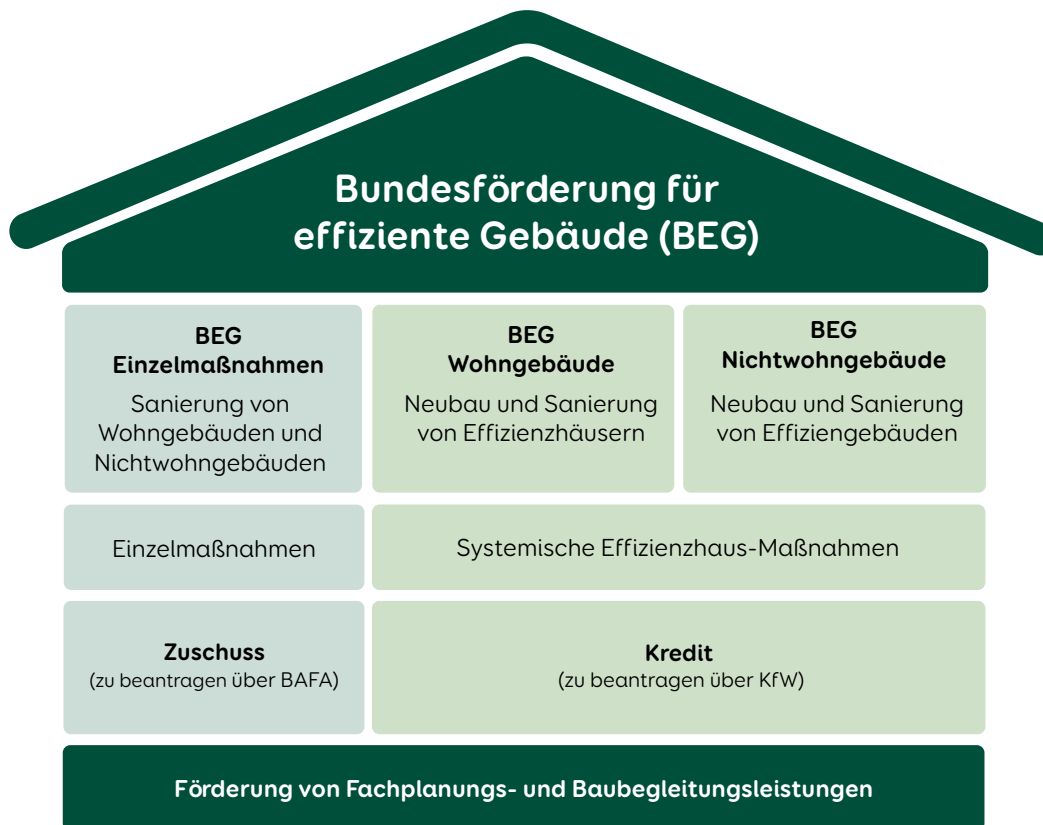 Bundesförderung für
effiziente Gebäude (BEG)
BEG
Einzelmaßnahmen
Sanierung von
Wohngebäuden und
Nichtwohngebäuden
BEG
Wohngebäude
Neubau und Sanierung
von Effizienzhäusern
BEG
Nichtwohngebäude
Neubau und Sanierung
von Effiziengebäuden
Einzelmaßnahmen
Systemische Effizienzhaus-Maßnahmen
Zuschuss
(zu beantragen über BAFA)
Kredit
(zu beantragen über KfW)
Förderung von Fachplanungs- und Baubegleitungsleistungen